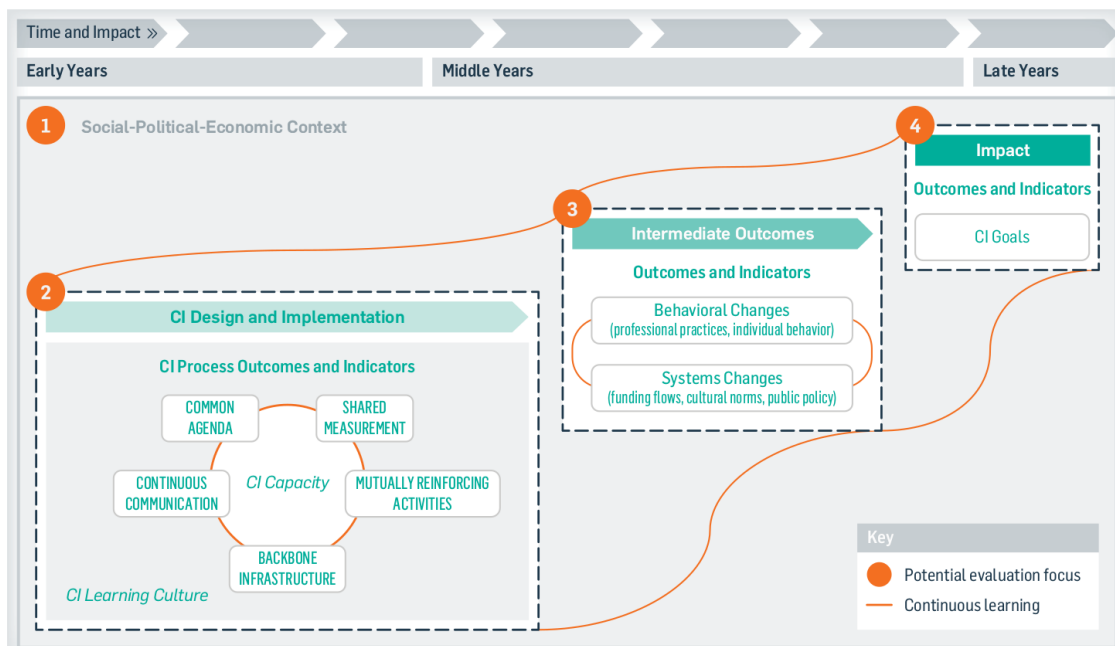 Time and Impact »
Early Years
Middle Years
Late Years
1
Social-Political-Economic Context
4
Impact
Outcomes and Indicators
CI Goals
3
Intermediate Outcomes
Outcomes and Indicators
Behavioral Changes
(professional practices, individual behavior)
Systems Changes
(funding flows, cultural norms, public policy)
2
CI Design and Implementation
CI Process Outcomes and Indicators
COMMON
AGENDA
SHARED
MEASUREMENT
CONTINUOUS
COMMUNICATION
CI Capacity
MUTUALLY REINFORCING
ACTIVITIES
BACKBONE
INFRASTRUCTURE
CI Learning Culture
Key
Potential evaluation focus
Continuous learning